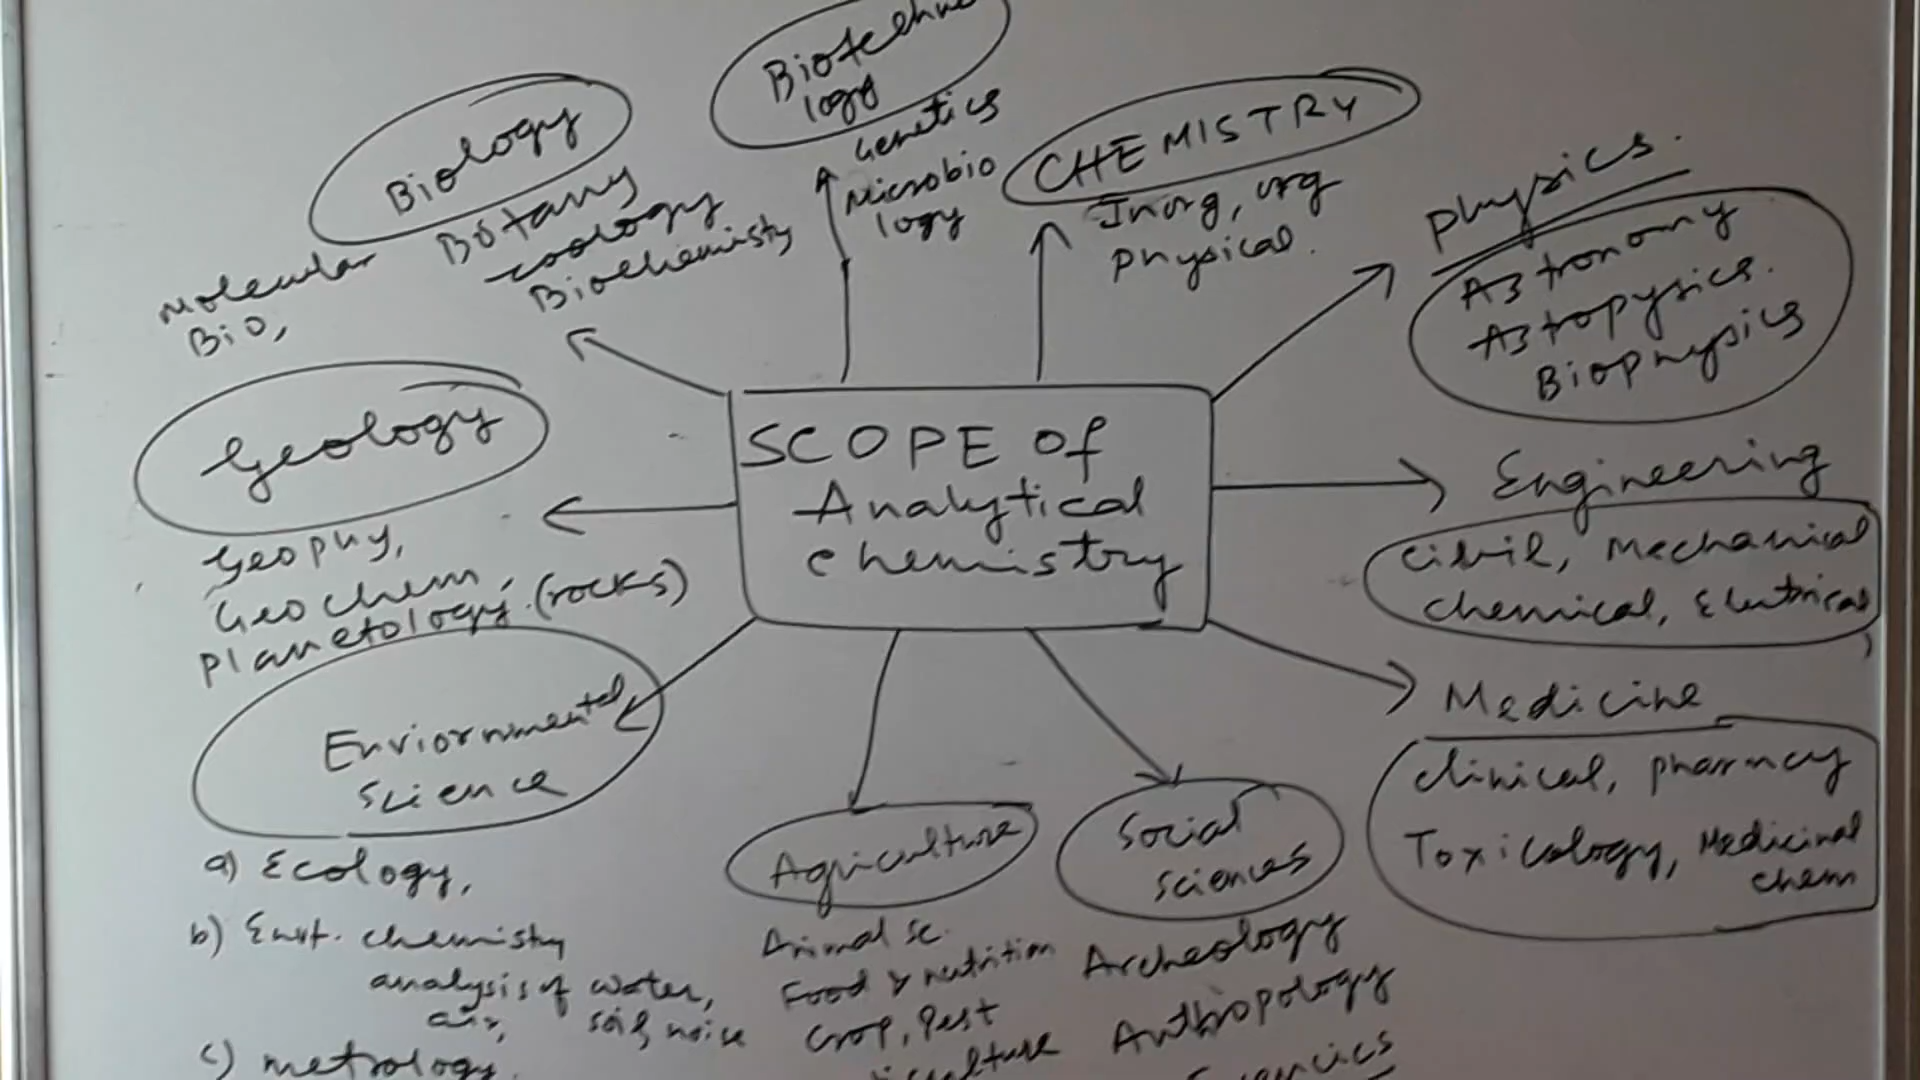 Biology
Molecular
Bio,
Botany
zoology
Biochemisty
logy
Genetics
Microbio
logy
CHEMISTRY
Inorg, org
physical.
physics.
Astronomy
Astropysics.
Biophysics
SCOPE Of
Analytical
chemistry
Geology
Geophy,
Geochem,
planetology. (rocks)
Engineering
Civil, Mechanical
chemical, Electrical
Enviornmental
science
a) Ecology,
b) Envt. chemistry
analysis of water,
air, soil, noise
c) metrology,
Agriculture
Animal sc.
Food & nutrition
Crop, Pest
Social
sciences
Archeology
Anthropology
Medicine
clinical, pharmacy
Toxicology, Medicinal
chem